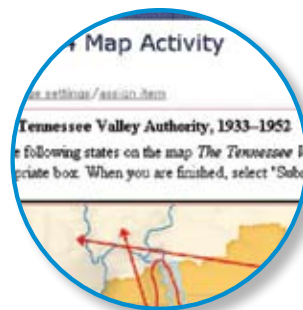 Map Activity
settings/assign item
Tennessee Valley Authority, 1933–1952
following states on the map The Tennessee
box. When you are finished, select "Sub